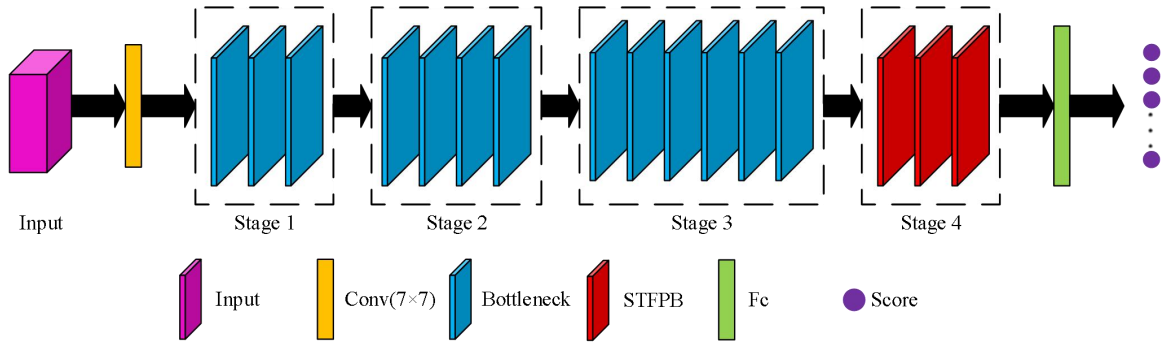 Input
Stage 1
Stage 2
Stage 3
Stage 4
Input
Conv(7×7)
Bottleneck
STFPB
Fc
Score